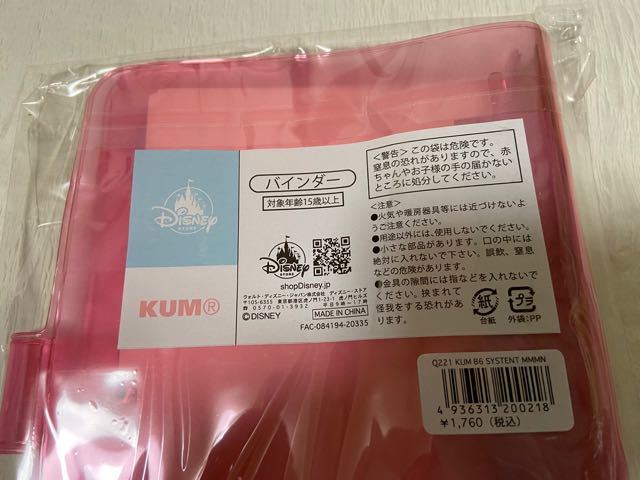 DISNEY
STORE
KUM®
バインダー
対象年齢15歳以上
DISNEY
STORE
shopDisney.jp
ウォルト・ディズニー・ジャパン株式会社 ディズニー・ストア
〒105-6355 東京都港区虎ノ門1-23-1 虎ノ門ヒルズ
☎0570-01-3932 平日9時〜17時
©DISNEY
MADE IN CHINA
FAC-084194-20335
<警告> この袋は危険です。
窒息の恐れがありますので、赤
ちゃんやお子様の手の届かない
ところに処分してください。
<注意>
●火気や暖房器具等には近づけないよ
うご注意ください。
●用途以外には、使用しないでください。
●小さな部品があります。口の中には
絶対に入れないで下さい。誤飲、窒息
などの危険があります。
●金具の隙間には指などを入れないで
ください。挟まれて
怪我をする恐れがあ
ります。
紙
台紙
プラ
外袋:PP
Q221 KUM B6 SYSTENT MMMN
4 936313 200218
¥1,760 (税込)